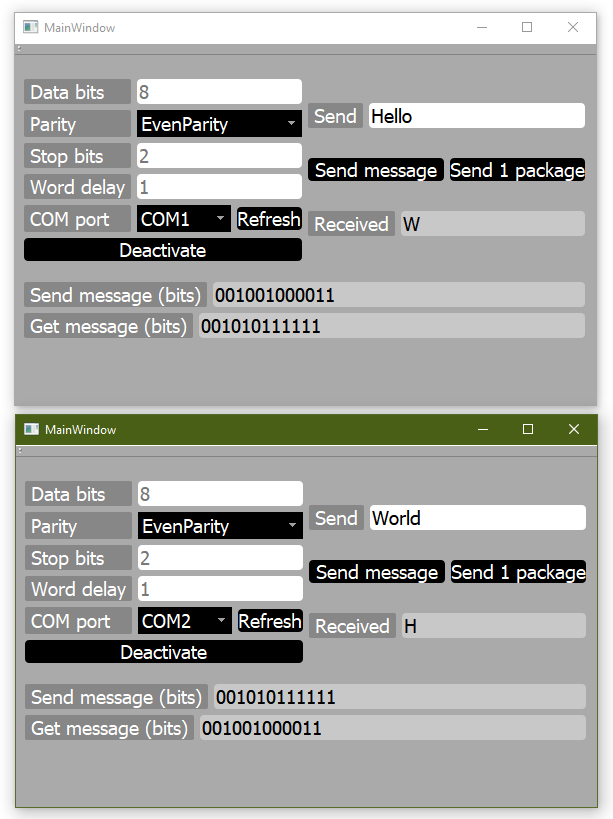 MainWindow
Data bits 8
Parity EvenParity
Send Hello
Stop bits 2
Send message Send 1 package
Word delay 1
COM port COM1 Refresh
Received W
Deactivate
Send message (bits) 001001000011
Get message (bits) 001010111111
MainWindow
Data bits 8
Parity EvenParity
Send World
Stop bits 2
Send message Send 1 package
Word delay 1
COM port COM2 Refresh
Received H
Deactivate
Send message (bits) 001010111111
Get message (bits) 001001000011